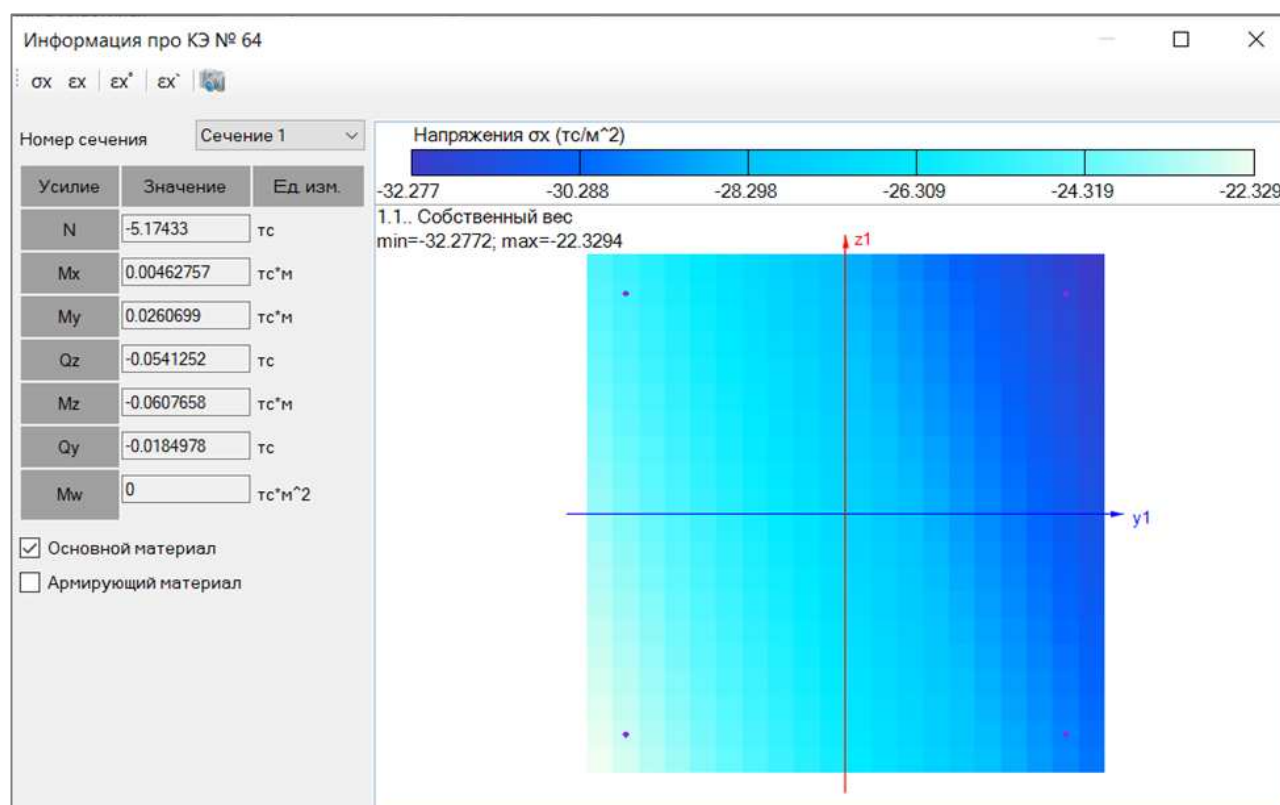 Информация про КЭ № 64
σx εx εx* εx`
Номер сечения Сечение 1
Усилие Значение Ед. изм.
N -5.17433 тс
Mx 0.00462757 тс*м
My 0.0260699 тс*м
Qz -0.0541252 тс
Mz -0.0607658 тс*м
Qy -0.0184978 тс
Mw 0 тс*м^2
Основной материал
Армирующий материал
Напряжения σx (тс/м^2)
-32.277 -30.288 -28.298 -26.309 -24.319 -22.329
1.1.. Собственный вес
min=-32.2772; max=-22.3294
z1
y1